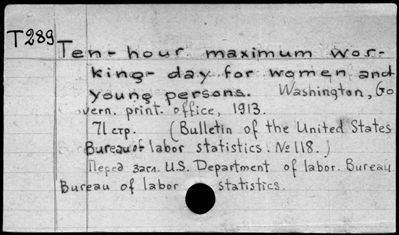 T289
Ten-hour maximum wor-
king-day for women and
young persons. Washington, Go
vern. print. office, 1913.
71 стр. (Bulletin of the United States
Bureau of labor statistics. № 118.)
Перед загл. U.S. Department of labor. Bureau
Bureau of labor statistics.